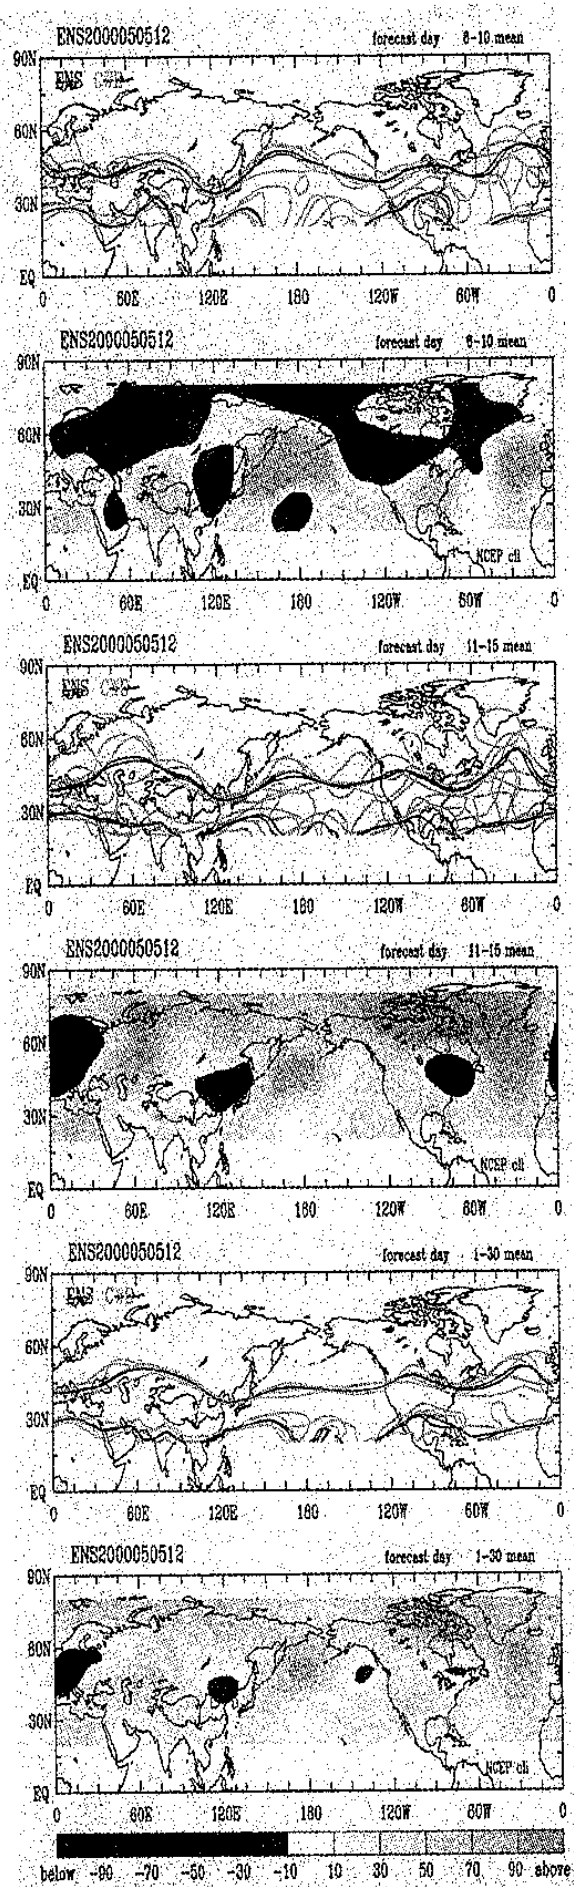 ENS2000050512 forecast day 6-10 mean
90N
ENS CWB
60N
30N
EQ
0 60E 120E 180 120W 60W 0
ENS2000050512 forecast day 6-10 mean
90N
60N
30N
NCEP cli
EQ
0 60E 120E 180 120W 60W 0
ENS2000050512 forecast day 11-15 mean
90N
ENS CWB
60N
30N
EQ
0 60E 120E 180 120W 60W 0
ENS2000050512 forecast day 11-15 mean
90N
60N
30N
NCEP cli
EQ
0 60E 120E 180 120W 60W 0
ENS2000050512 forecast day 1-30 mean
90N
ENS CWB
60N
30N
EQ
0 60E 120E 180 120W 60W 0
ENS2000050512 forecast day 1-30 mean
90N
60N
30N
NCEP cli
EQ
0 60E 120E 180 120W 60W 0
below -90 -70 -50 -30 -10 10 30 50 70 90 above